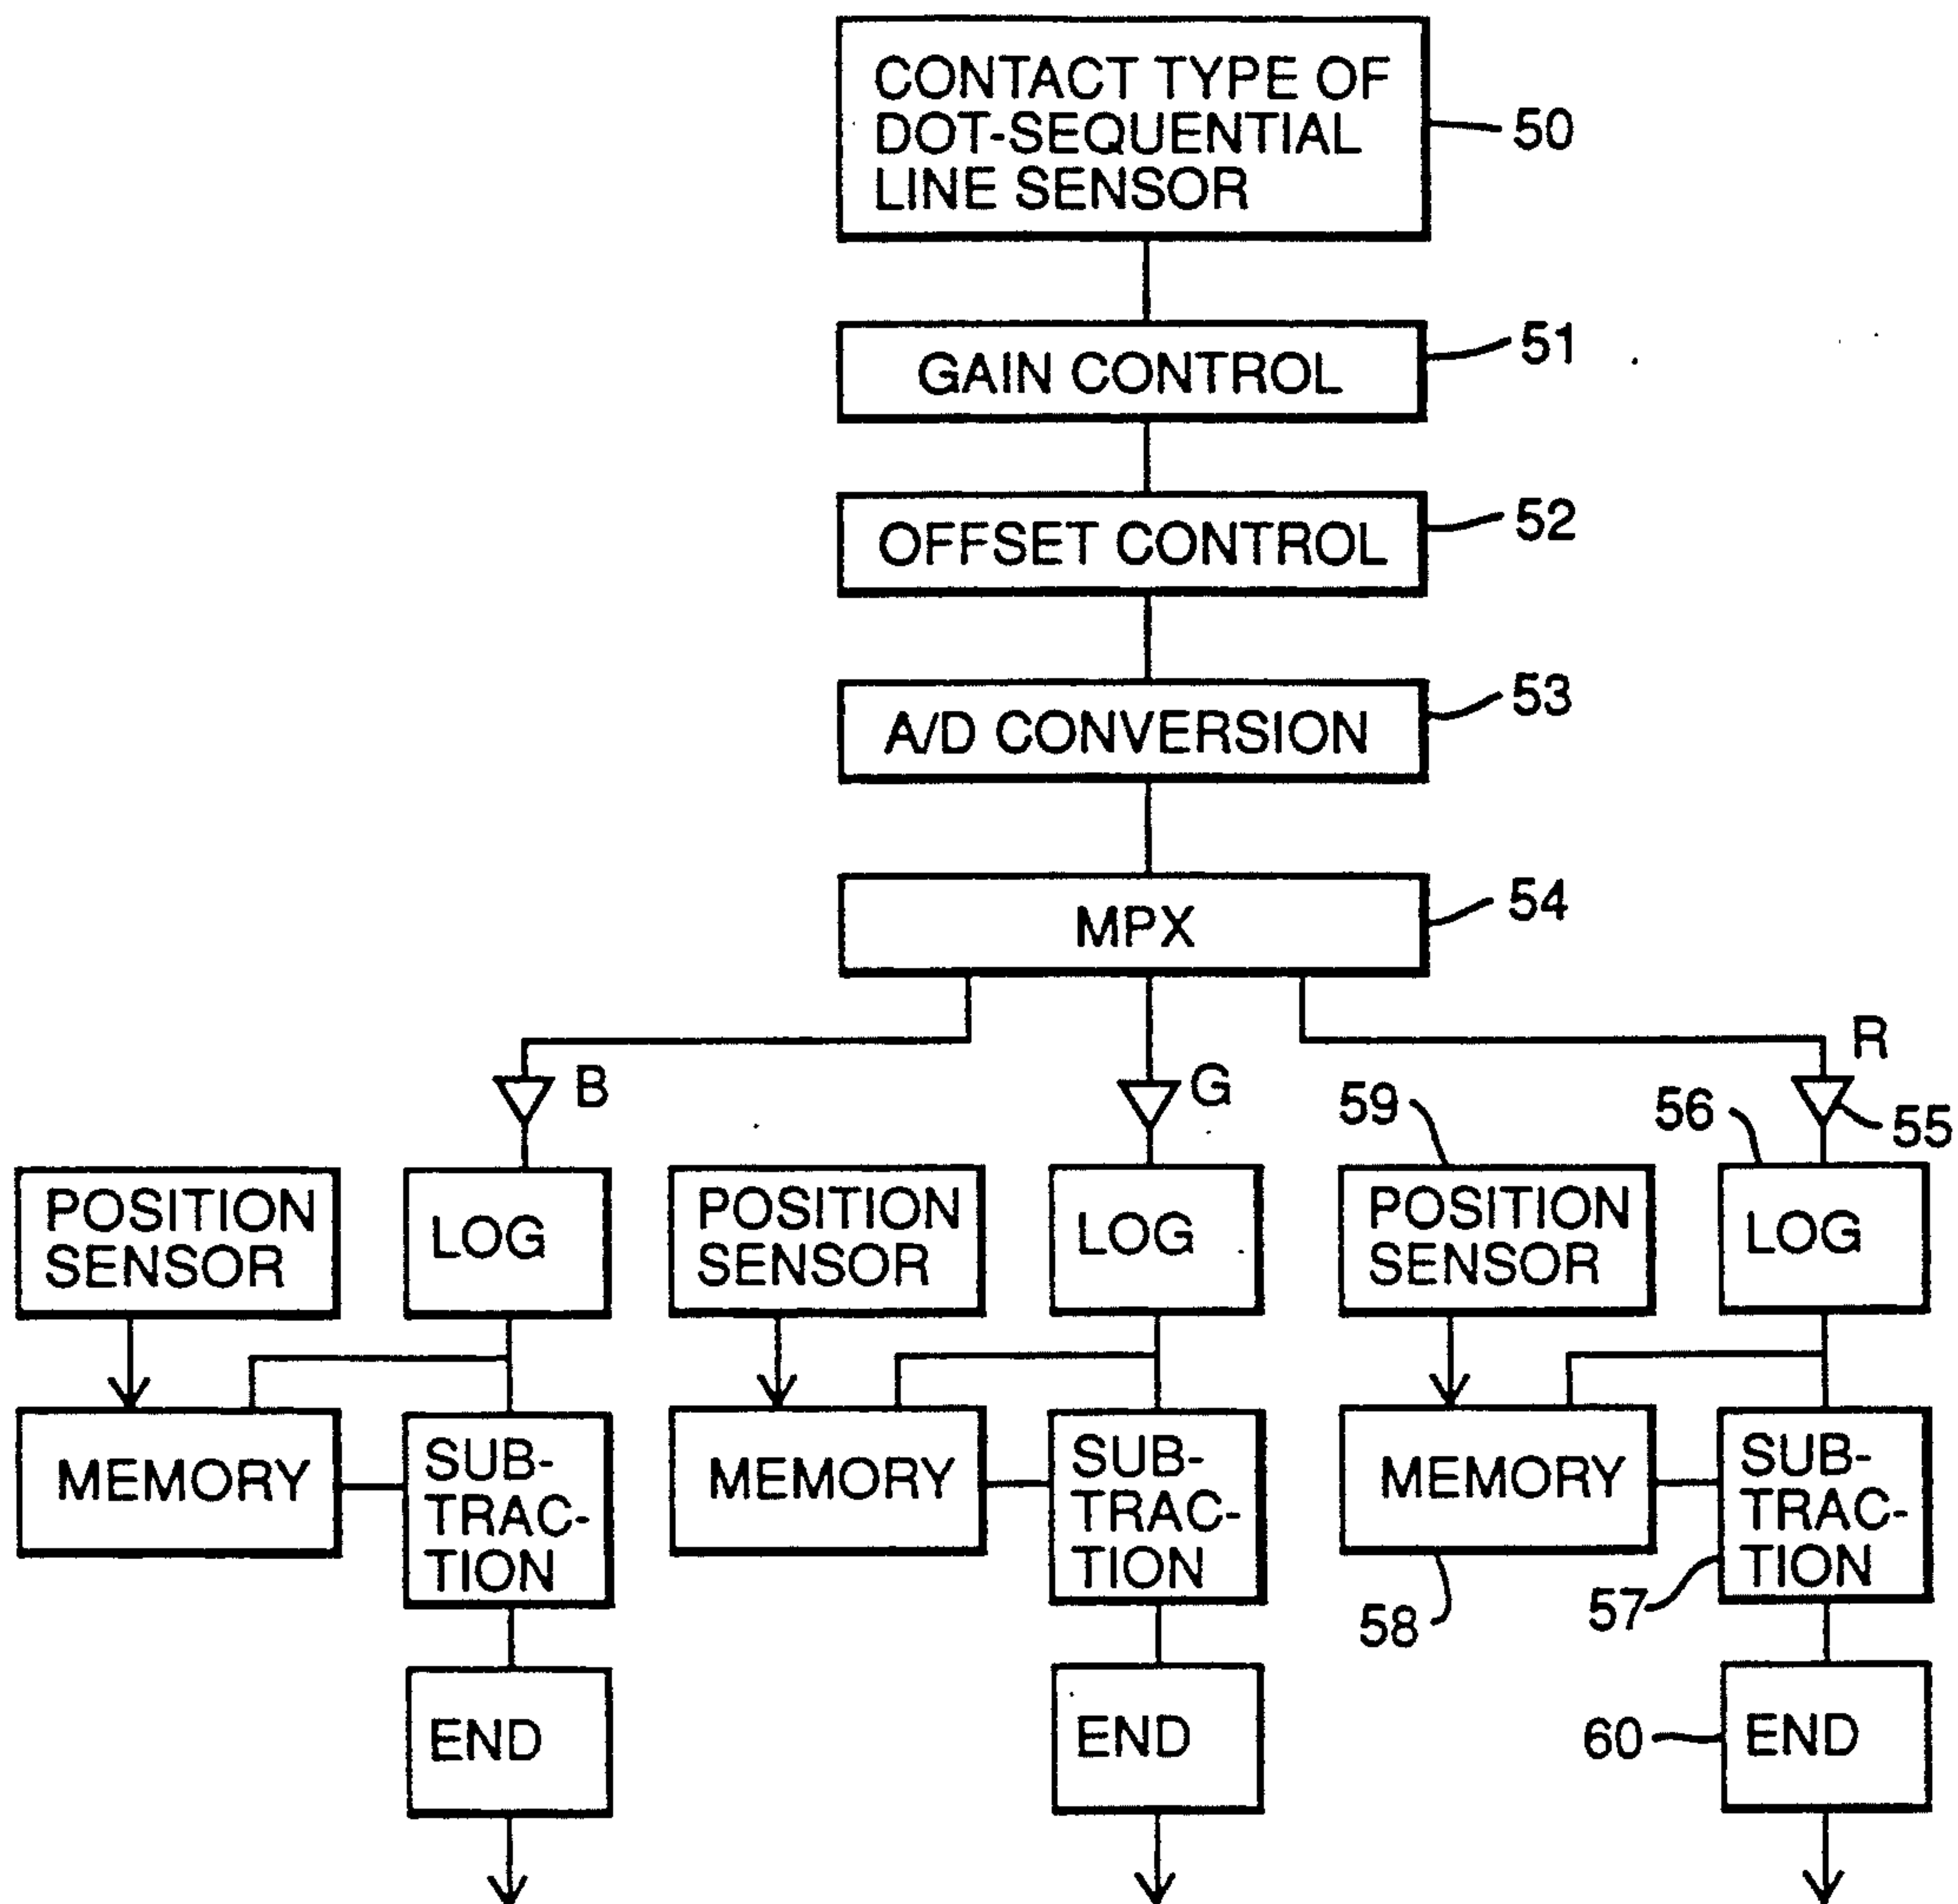 CONTACT TYPE OF
DOT-SEQUENTIAL
LINE SENSOR
50
GAIN CONTROL
51
OFFSET CONTROL
52
A/D CONVERSION
53
MPX
54
B
G
R
55
56
59
POSITION
SENSOR
LOG
POSITION
SENSOR
LOG
POSITION
SENSOR
LOG
MEMORY
SUB-
TRAC-
TION
MEMORY
SUB-
TRAC-
TION
MEMORY
SUB-
TRAC-
TION
58
57
END
END
60
END